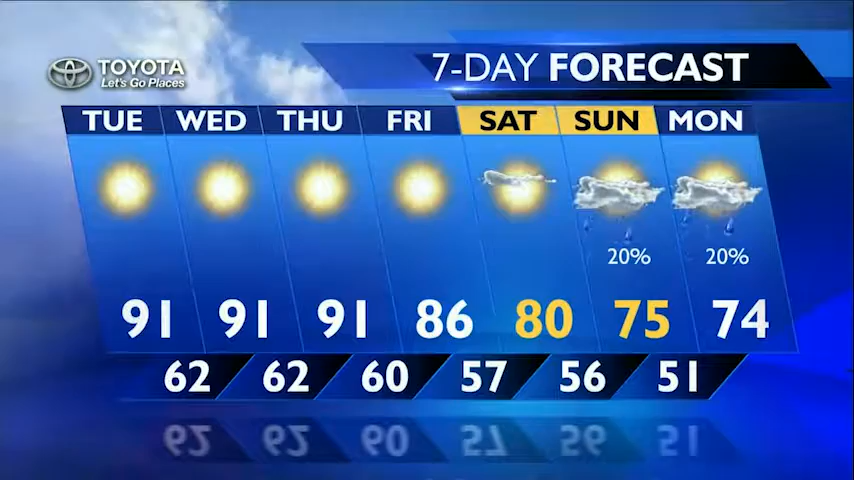 TOYOTA
Let's Go Places
7-DAY FORECAST
TUE WED THU FRI SAT SUN MON
20% 20%
91 91 91 86 80 75 74
62 62 60 57 56 51